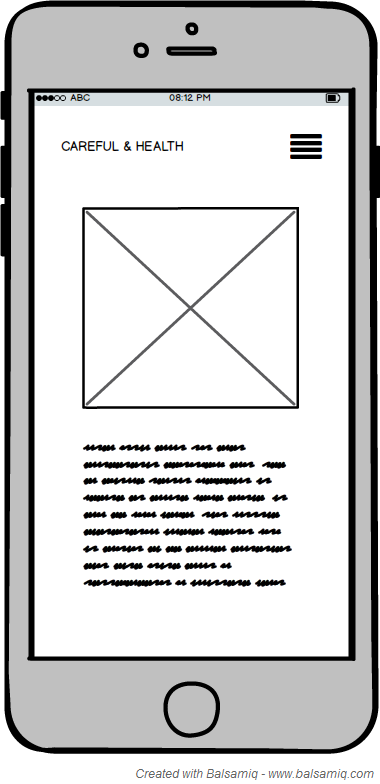 ABC 08:12 PM
CAREFUL & HEALTH
Created with Balsamiq - www.balsamiq.com